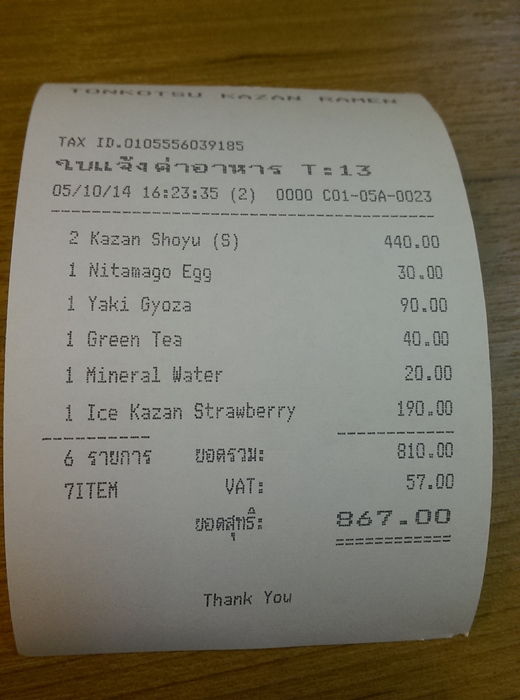 TONKOTSU KAZAN RAMEN
TAX ID.0105556039185
ใบแจ้งค่าอาหาร T:13
05/10/14 16:23:35 (2) 0000 C01-05A-0023
2 Kazan Shoyu (S) 440.00
1 Nitamago Egg 30.00
1 Yaki Gyoza 90.00
1 Green Tea 40.00
1 Mineral Water 20.00
1 Ice Kazan Strawberry 190.00
6 รายการ ยอดรวม: 810.00
7ITEM VAT: 57.00
ยอดสุทธิ: 867.00
Thank You